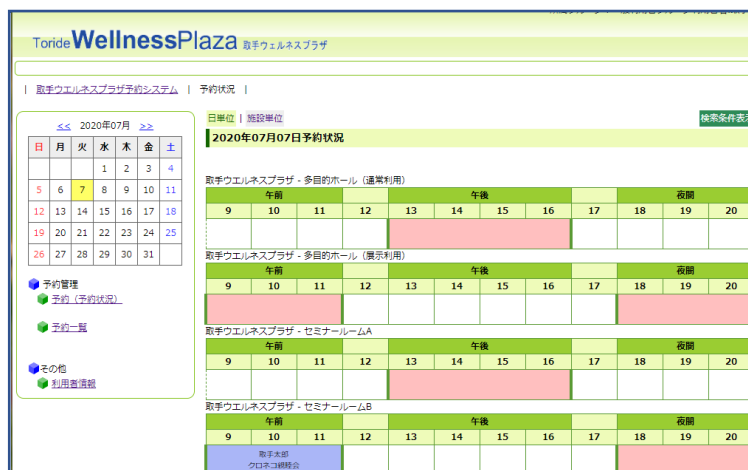 Toride WellnessPlaza 取手ウェルネスプラザ
| 取手ウエルネスプラザ予約システム | 予約状況 |
<< 2020年07月 >>
日 月 火 水 木 金 土
1 2 3 4
5 6 7 8 9 10 11
12 13 14 15 16 17 18
19 20 21 22 23 24 25
26 27 28 29 30 31
予約管理
予約（予約状況）
予約一覧
その他
利用者情報
日単位 | 施設単位
検索条件表示
2020年07月07日予約状況
取手ウエルネスプラザ - 多目的ホール（通常利用）
午前 午後 夜間
9 10 11 12 13 14 15 16 17 18 19 20
取手ウエルネスプラザ - 多目的ホール（展示利用）
午前 午後 夜間
9 10 11 12 13 14 15 16 17 18 19 20
取手ウエルネスプラザ - セミナールームA
午前 午後 夜間
9 10 11 12 13 14 15 16 17 18 19 20
取手ウエルネスプラザ - セミナールームB
午前 午後 夜間
9 10 11 12 13 14 15 16 17 18 19 20
取手太郎
クロネコ親睦会